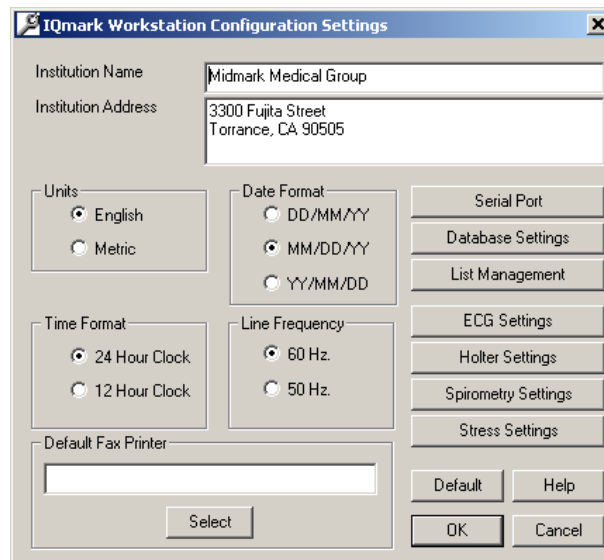 IQmark Workstation Configuration Settings
Institution Name
Midmark Medical Group
Institution Address
3300 Fujita Street
Torrance, CA 90505
Units
English
Metric
Date Format
DD/MM/YY
MM/DD/YY
YY/MM/DD
Serial Port
Database Settings
List Management
Time Format
24 Hour Clock
12 Hour Clock
Line Frequency
60 Hz.
50 Hz.
ECG Settings
Holter Settings
Spirometry Settings
Stress Settings
Default Fax Printer
Select
Default
Help
OK
Cancel